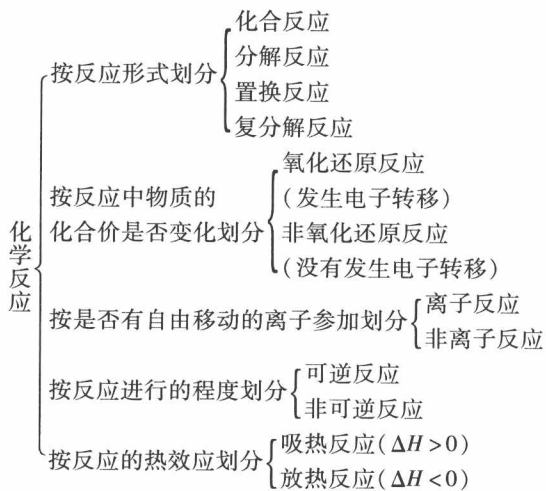 化学反应
按反应形式划分
化合反应
分解反应
置换反应
复分解反应
按反应中物质的
化合价是否变化划分
氧化还原反应
(发生电子转移)
非氧化还原反应
(没有发生电子转移)
按是否有自由移动的离子参加划分
离子反应
非离子反应
按反应进行的程度划分
可逆反应
非可逆反应
按反应的热效应划分
吸热反应(ΔH>0)
放热反应(ΔH<0)